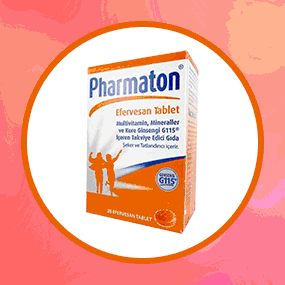 Pharmaton®
Efervesan Tablet
Multivitamin, Mineraller
ve Kore Ginsengi G115®
İçeren Takviye Edici Gıda
Şeker ve Tatlandırıcı içerir.
GINSENG
G115
20 EFERVESAN TABLET